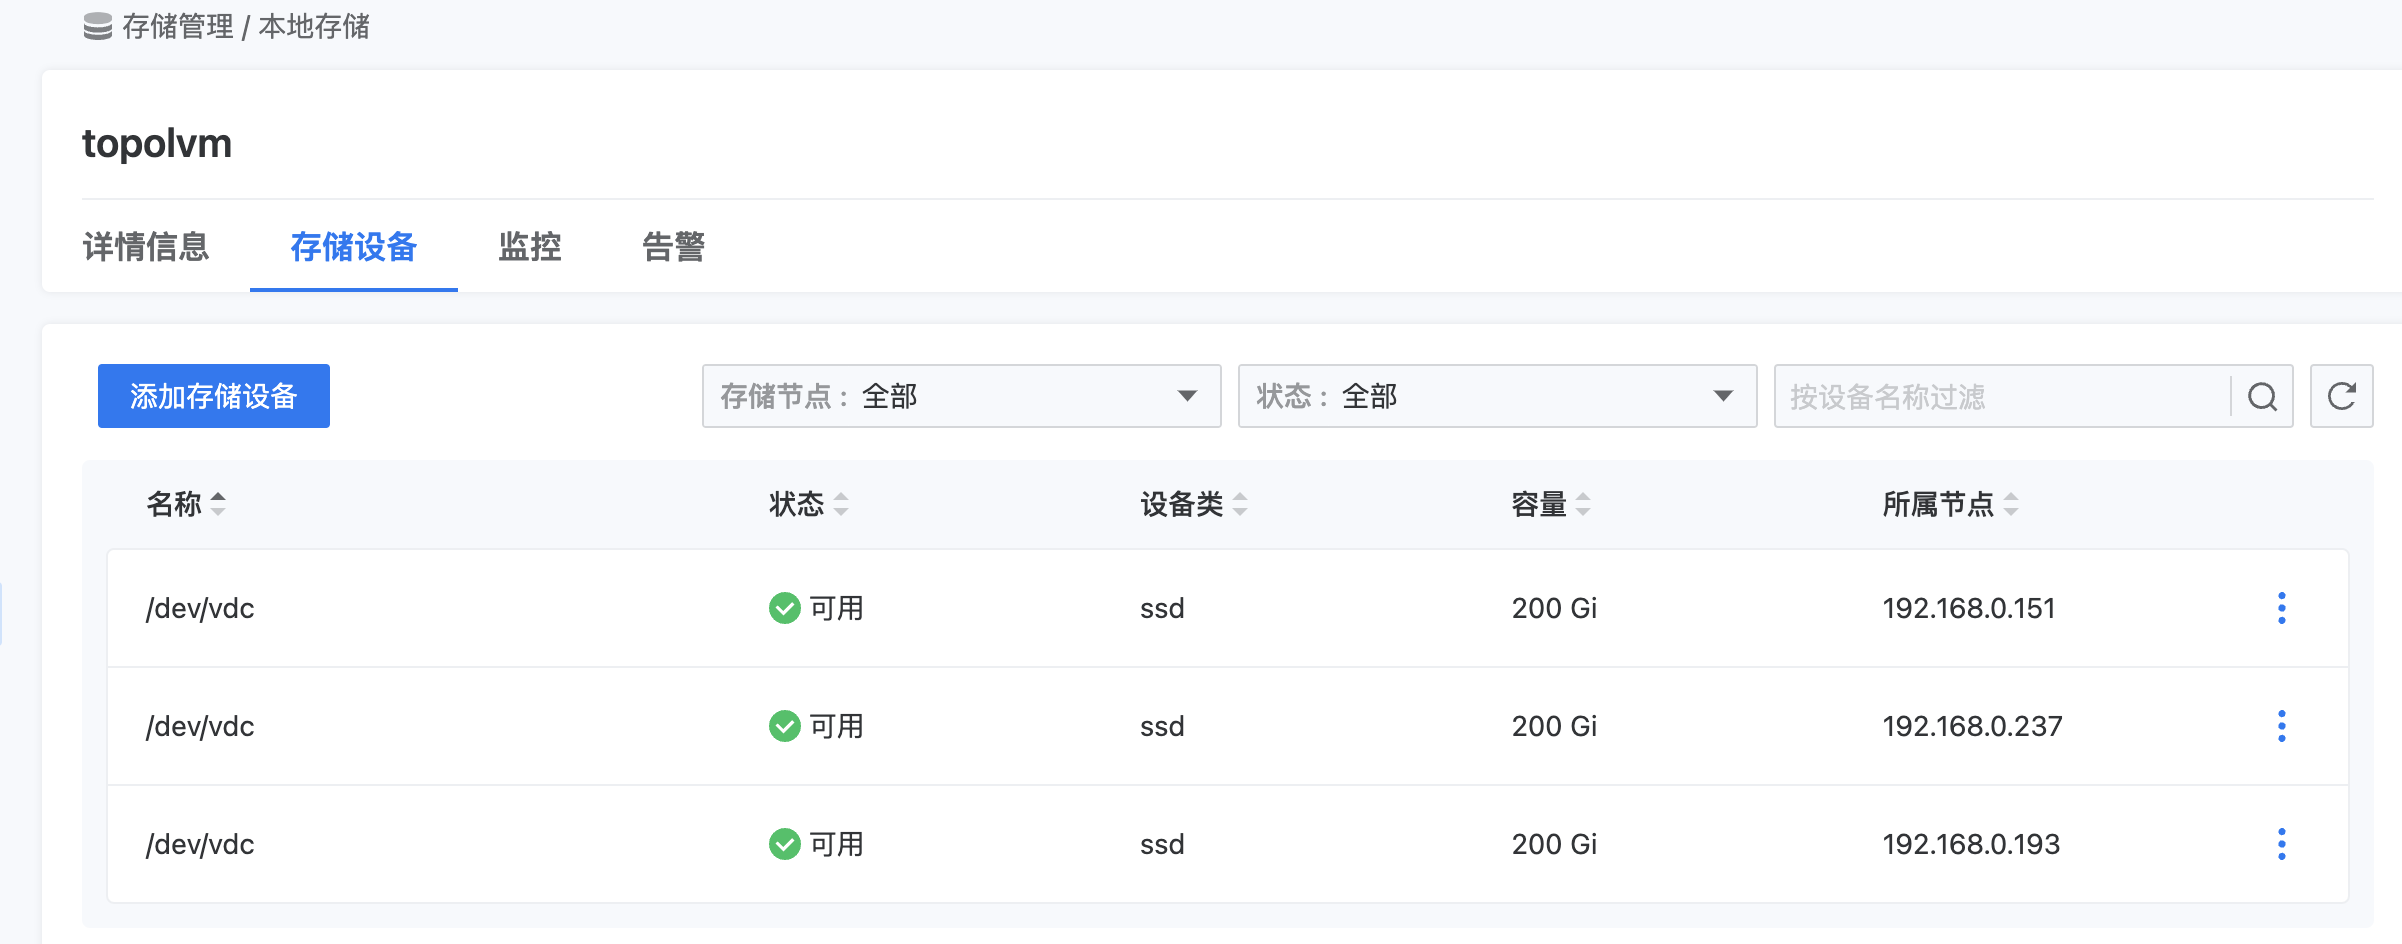 存储管理 / 本地存储
topolvm
详情信息 存储设备 监控 告警
添加存储设备 存储节点： 全部 状态： 全部 按设备名称过滤
名称 状态 设备类 容量 所属节点
/dev/vdc 可用 ssd 200 Gi 192.168.0.151
/dev/vdc 可用 ssd 200 Gi 192.168.0.237
/dev/vdc 可用 ssd 200 Gi 192.168.0.193